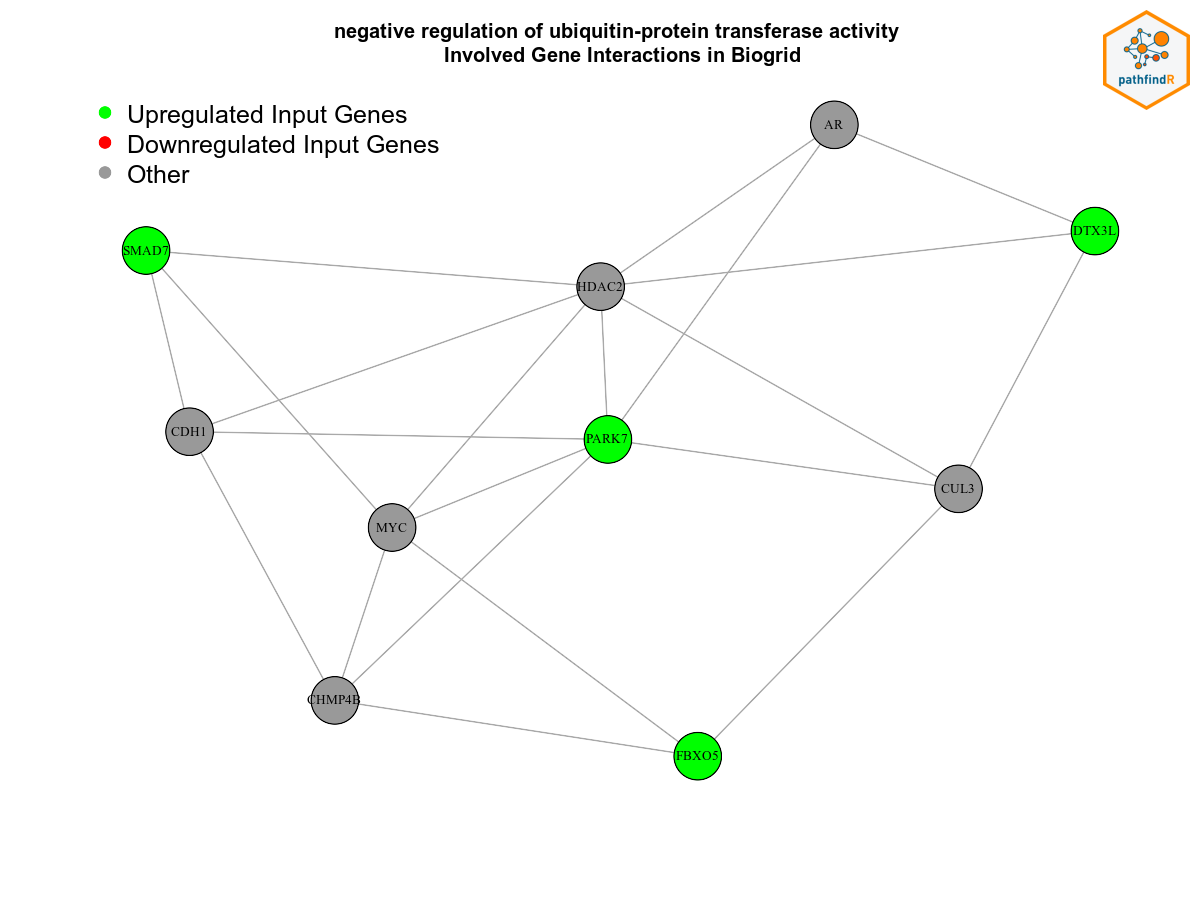 negative regulation of ubiquitin-protein transferase activity
Involved Gene Interactions in Biogrid
pathfindR
Upregulated Input Genes
Downregulated Input Genes
Other
AR
DTX3L
SMAD7
HDAC2
CDH1
PARK7
CUL3
MYC
CHMP4B
FBXO5